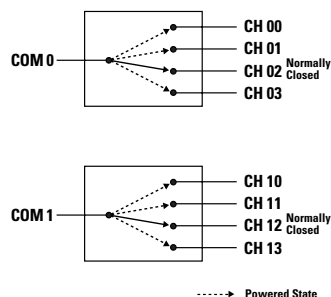 CH 00
CH 01
COM 0
CH 02 Normally Closed
CH 03
CH 10
CH 11
COM 1
CH 12 Normally Closed
CH 13
Powered State